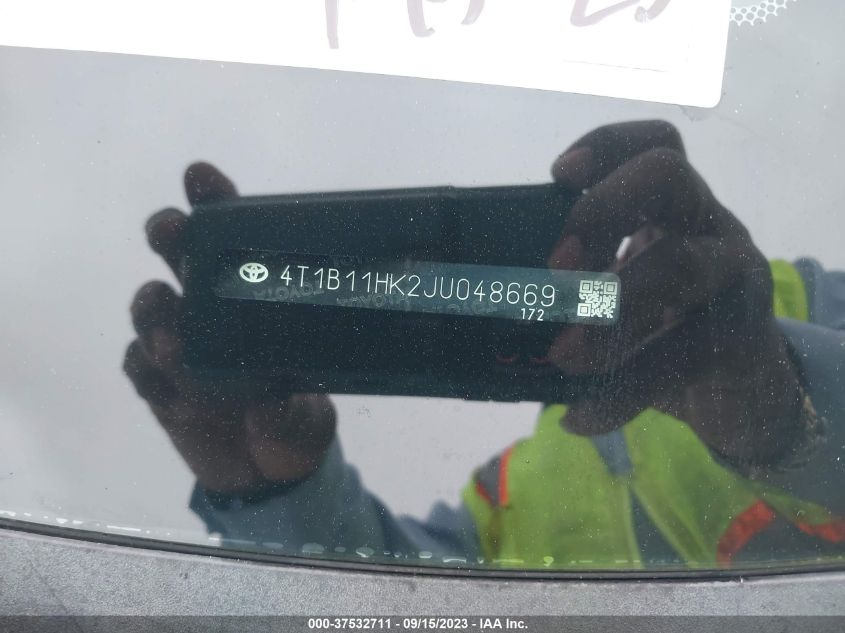 4T1B11HK2JU048669
172
000-37532711 - 09/15/2023 - IAA Inc.